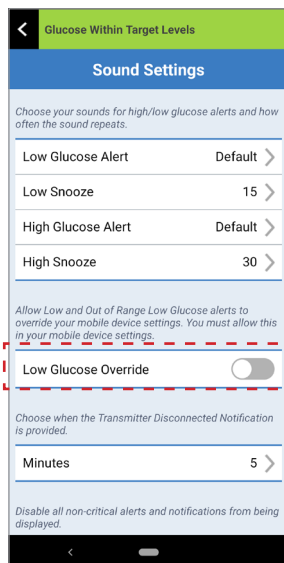 Glucose Within Target Levels
Sound Settings
Choose your sounds for high/low glucose alerts and how
often the sound repeats.
Low Glucose Alert Default
Low Snooze 15
High Glucose Alert Default
High Snooze 30
Allow Low and Out of Range Low Glucose alerts to
override your mobile device settings. You must allow this
in your mobile device settings.
Low Glucose Override
Choose when the Transmitter Disconnected Notification
is provided.
Minutes 5
Disable all non-critical alerts and notifications from being
displayed.